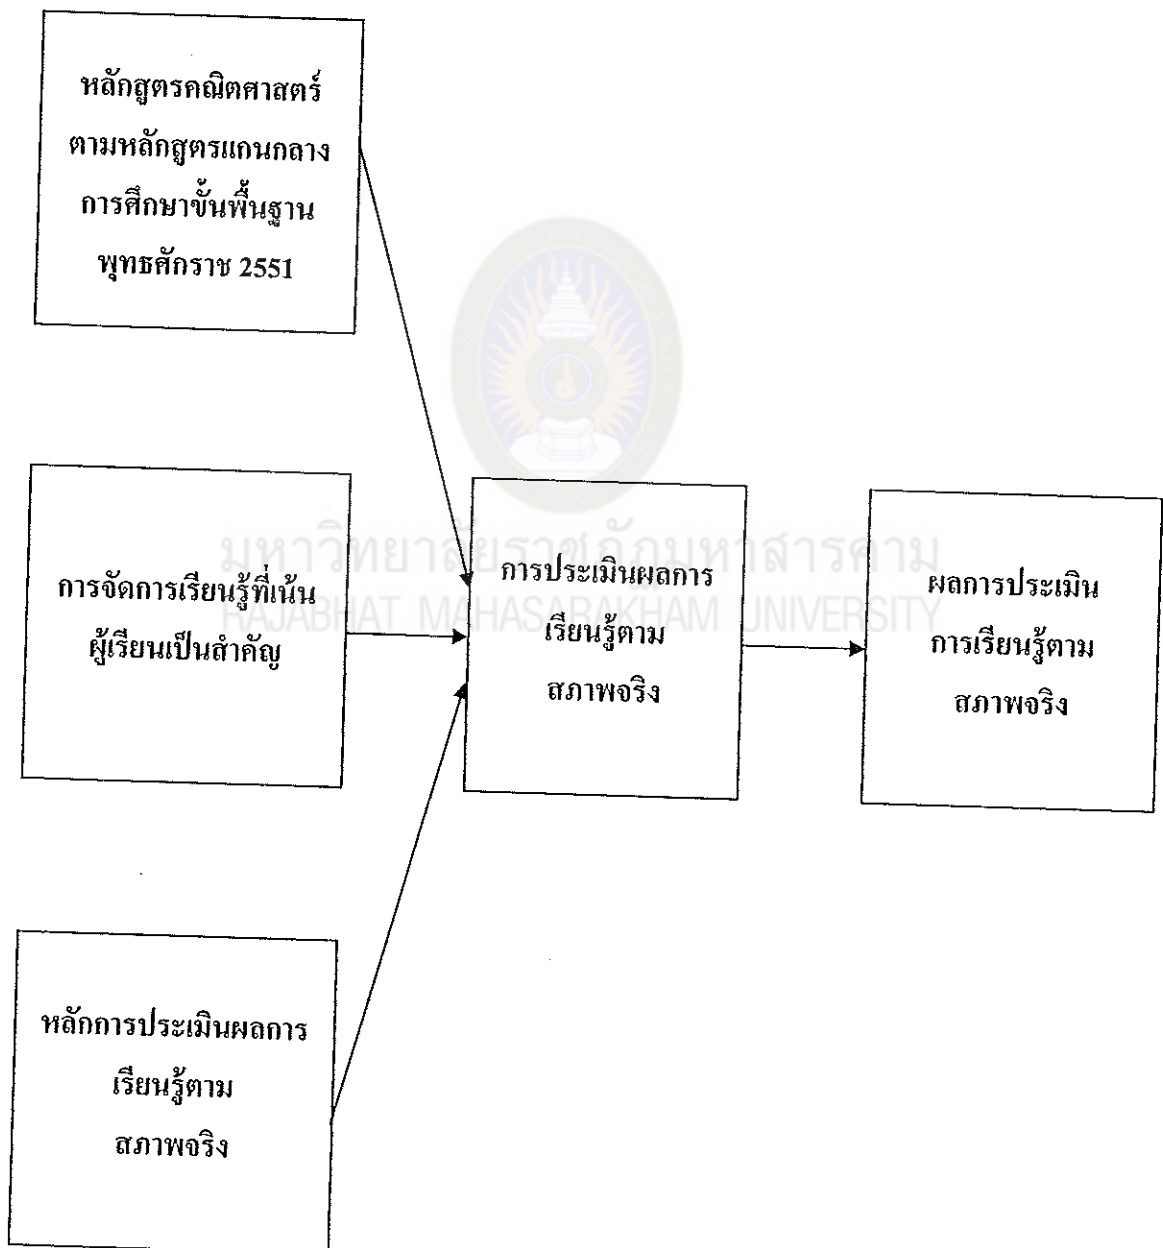 หลักสูตรคณิตศาสตร์
ตามหลักสูตรแกนกลาง
การศึกษาขั้นพื้นฐาน
พุทธศักราช 2551
การจัดการเรียนรู้ที่เน้น
ผู้เรียนเป็นสำคัญ
หลักการประเมินผลการ
เรียนรู้ตาม
สภาพจริง
การประเมินผลการ
เรียนรู้ตาม
สภาพจริง
ผลการประเมิน
การเรียนรู้ตาม
สภาพจริง
มหาวิทยาลัยราชภัฏมหาสารคาม
RAJABHAT MAHASARAKHAM UNIVERSITY